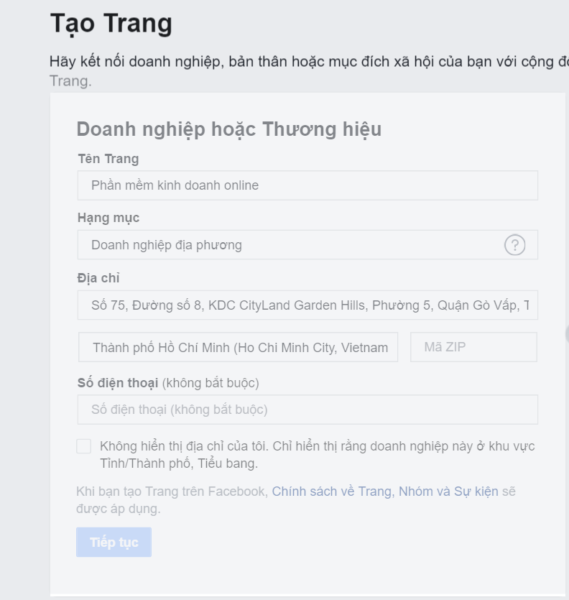 Tạo Trang
Hãy kết nối doanh nghiệp, bản thân hoặc mục đích xã hội của bạn với cộng
Trang.
Doanh nghiệp hoặc Thương hiệu
Tên Trang
Phần mềm kinh doanh online
Hạng mục
Doanh nghiệp địa phương
?
Địa chỉ
Số 75, Đường số 8, KDC CityLand Garden Hills, Phường 5, Quận Gò Vấp, T
Thành phố Hồ Chí Minh (Ho Chi Minh City, Vietnam
Mã ZIP
Số điện thoại (không bắt buộc)
Số điện thoại (không bắt buộc)
Không hiển thị địa chỉ của tôi. Chỉ hiển thị rằng doanh nghiệp này ở khu vực
Tỉnh/Thành phố, Tiểu bang.
Khi bạn tạo Trang trên Facebook, Chính sách về Trang, Nhóm và Sự kiện sẽ
được áp dụng.
Tiếp tục